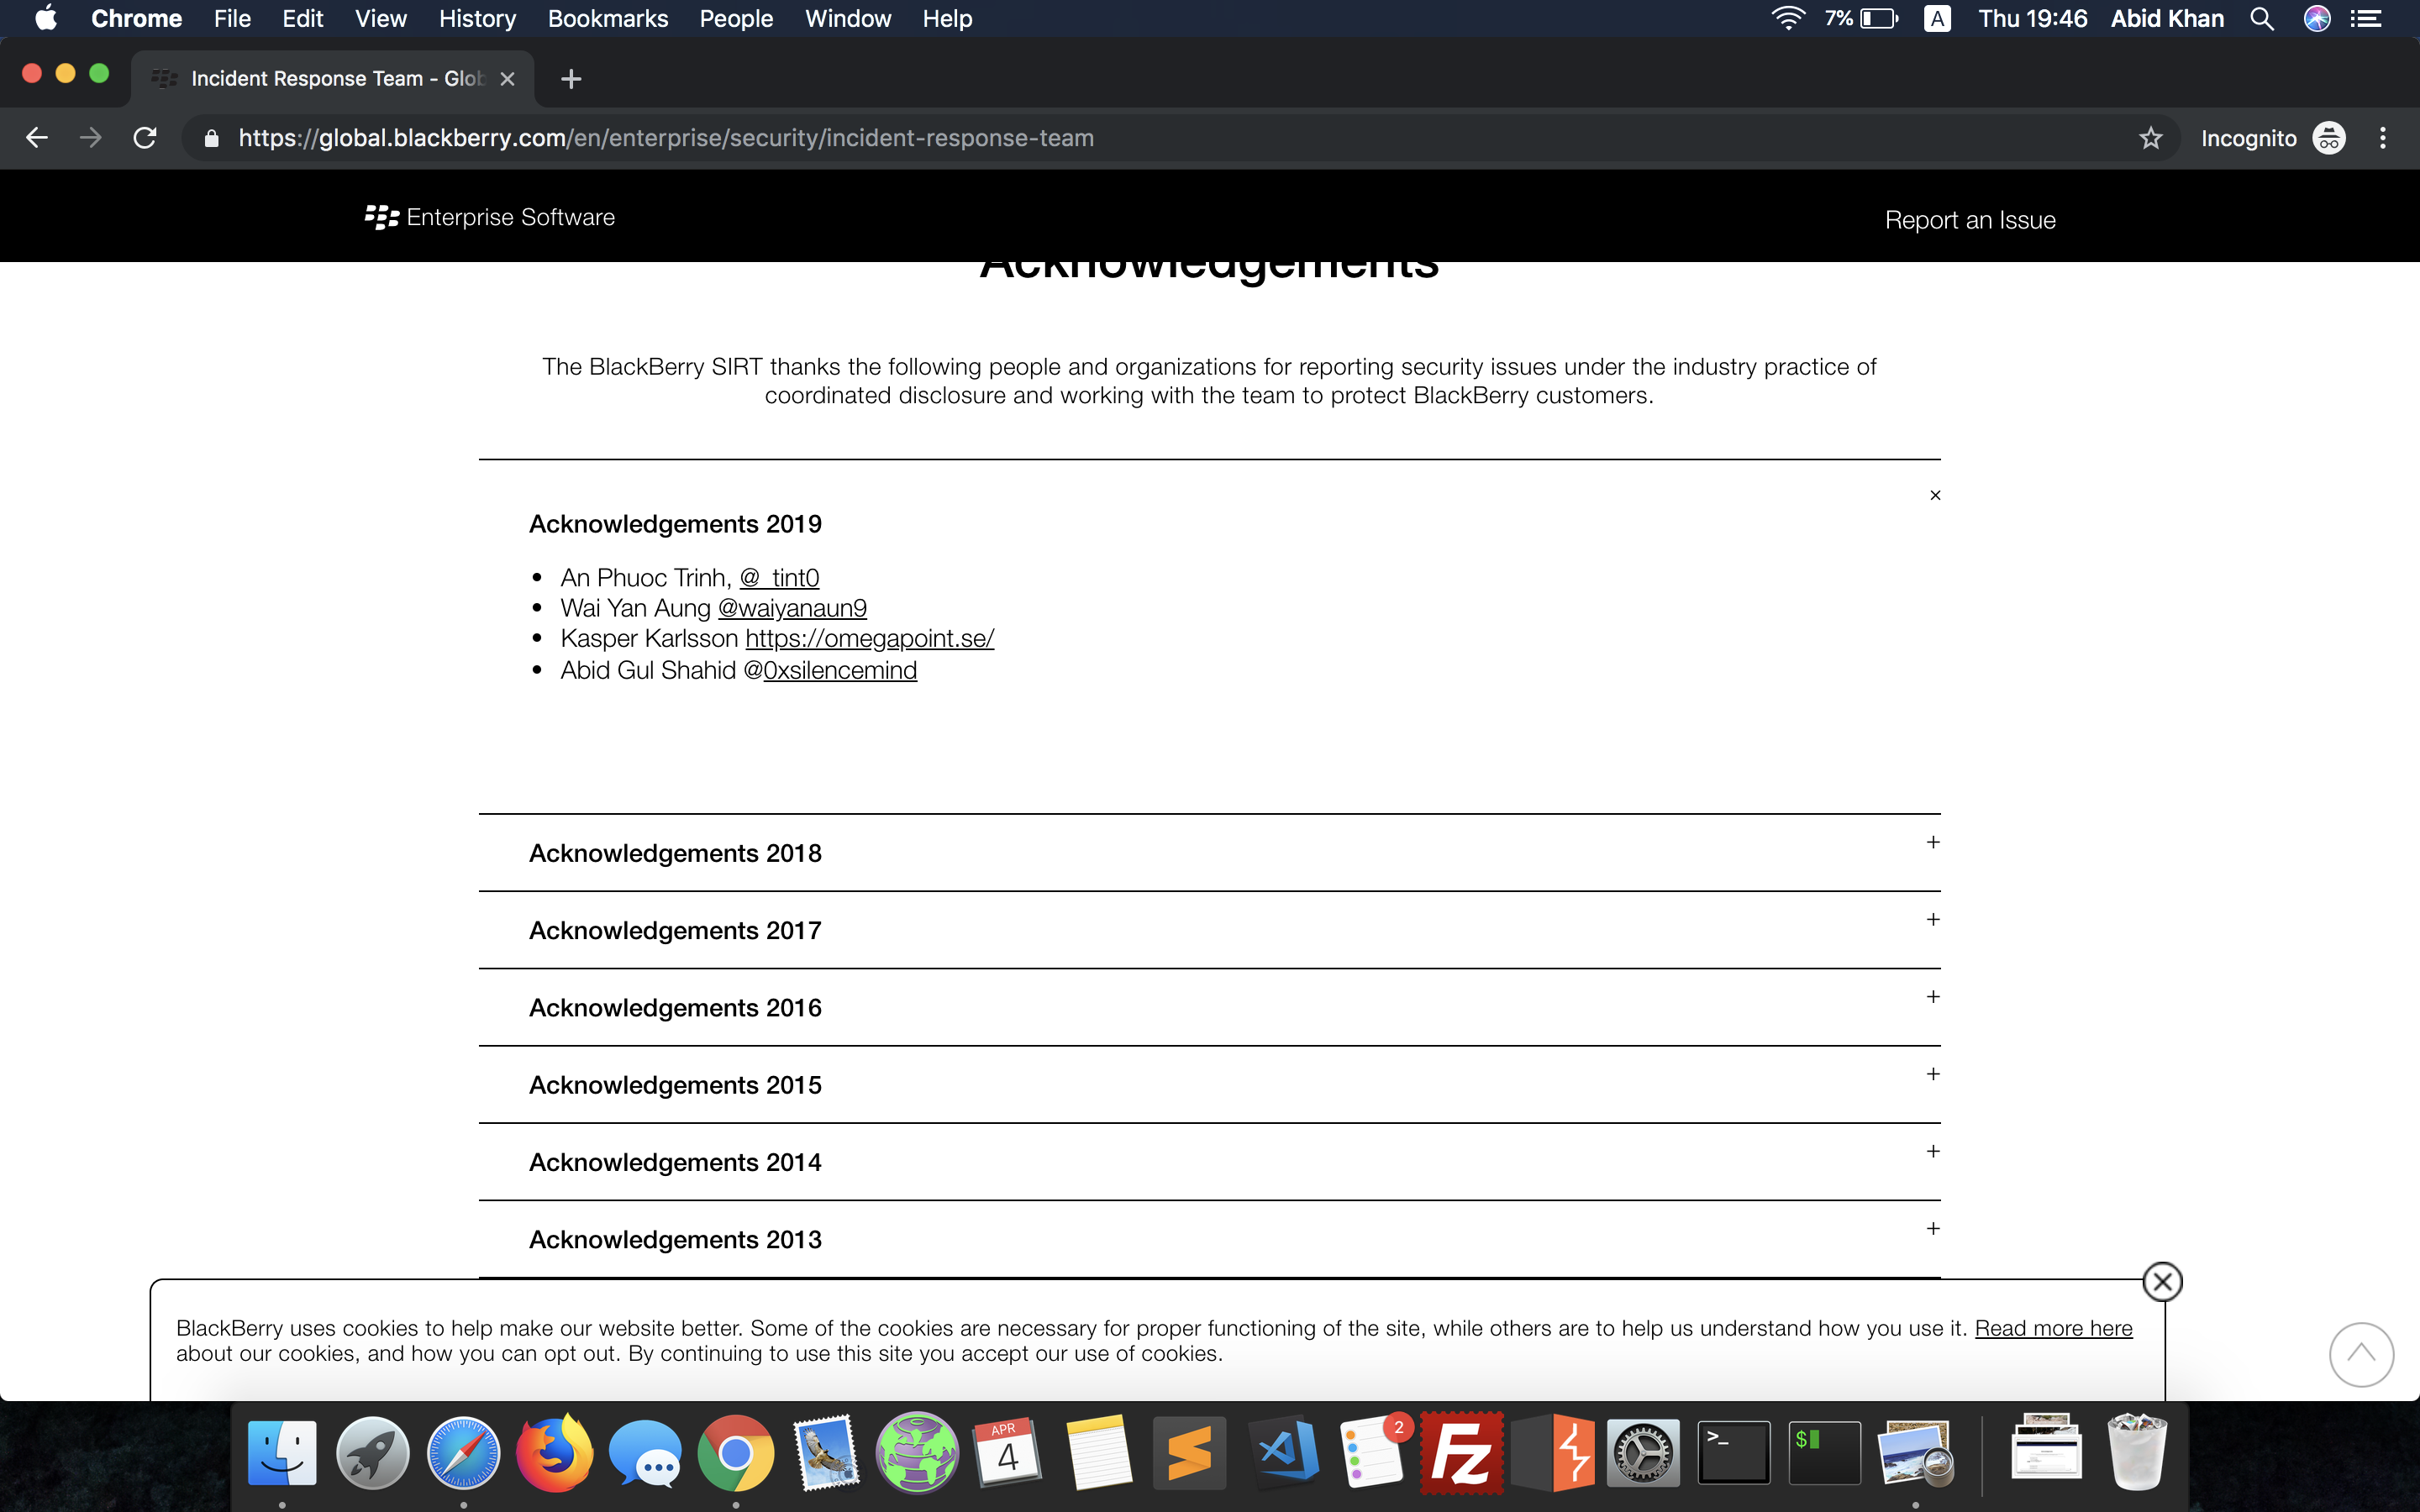 Chrome File Edit View History Bookmarks People Window Help 7% A Thu 19:46 Abid Khan
Incident Response Team - Glob
https://global.blackberry.com/en/enterprise/security/incident-response-team Incognito
Enterprise Software Report an Issue
Acknowledgements
The BlackBerry SIRT thanks the following people and organizations for reporting security issues under the industry practice of
coordinated disclosure and working with the team to protect BlackBerry customers.
Acknowledgements 2019
• An Phuoc Trinh, @_tint0
• Wai Yan Aung @waiyanaun9
• Kasper Karlsson https://omegapoint.se/
• Abid Gul Shahid @0xsilencemind
Acknowledgements 2018
Acknowledgements 2017
Acknowledgements 2016
Acknowledgements 2015
Acknowledgements 2014
Acknowledgements 2013
BlackBerry uses cookies to help make our website better. Some of the cookies are necessary for proper functioning of the site, while others are to help us understand how you use it. Read more here
about our cookies, and how you can opt out. By continuing to use this site you accept our use of cookies.
APR
4
2
Fz
>_
$